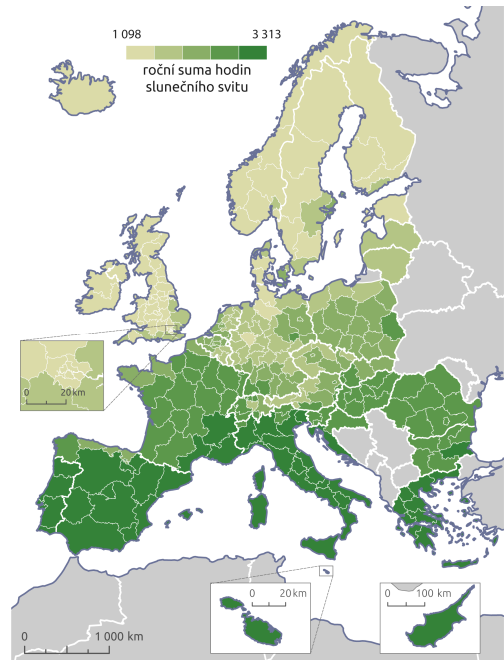 1 098 3 313
roční suma hodin
slunečního svitu
0 20 km
0 20 km
0 100 km
0 1 000 km